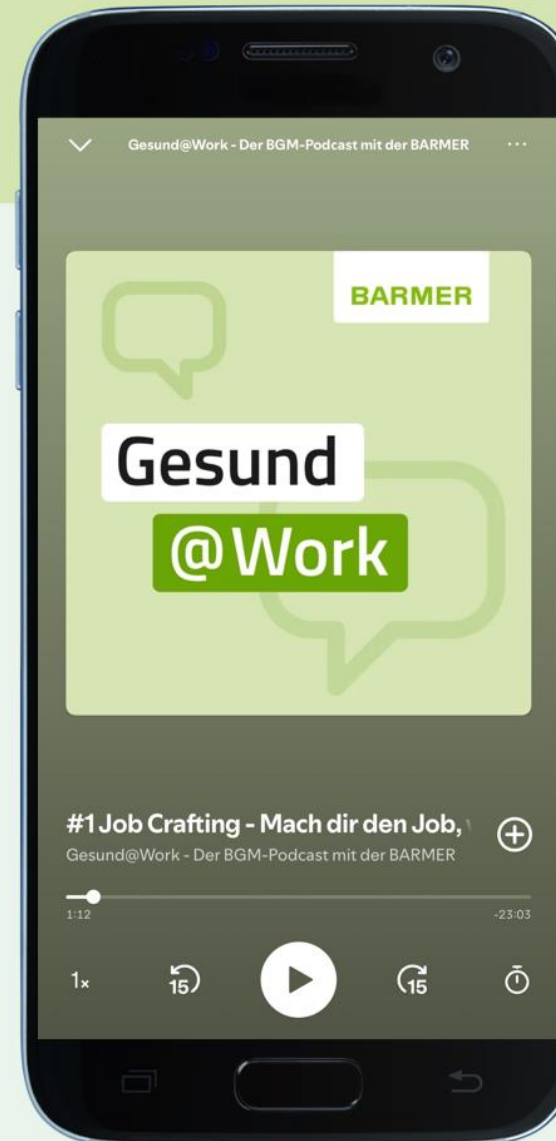 Gesund@Work - Der BGM-Podcast mit der BARMER
BARMER
Gesund
@Work
#1 Job Crafting - Mach dir den Job,
Gesund@Work - Der BGM-Podcast mit der BARMER
1:12
-23:03
1x
15
15